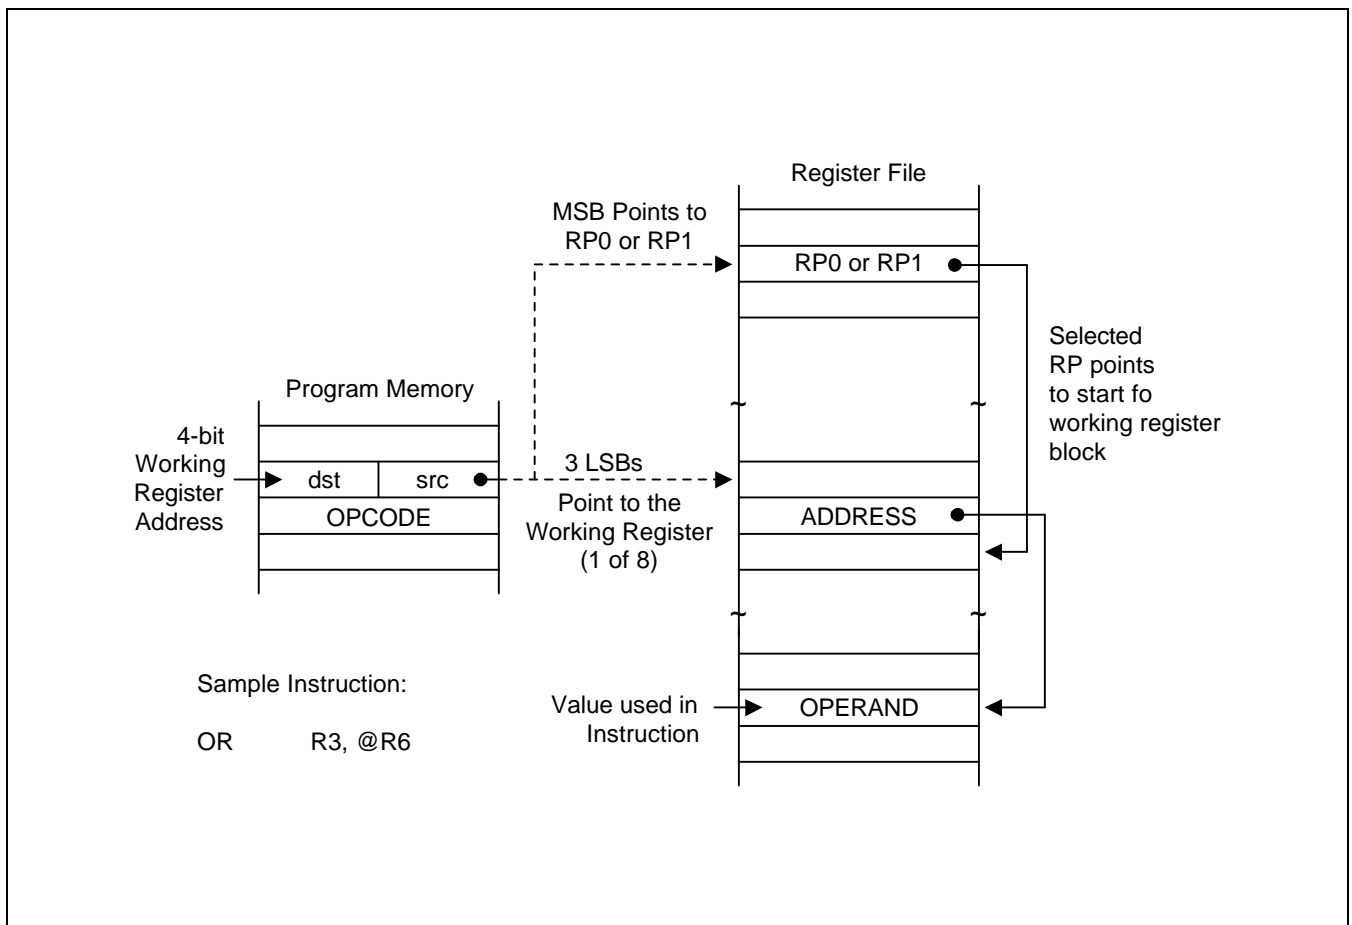 Register File
MSB Points to
RP0 or RP1
RP0 or RP1
Selected
RP points
to start fo
working register
block
Program Memory
4-bit
Working
Register
Address
dst src
OPCODE
3 LSBs
Point to the
Working Register
(1 of 8)
ADDRESS
~ ~
~ ~
Sample Instruction:
OR R3, @R6
Value used in
Instruction
OPERAND